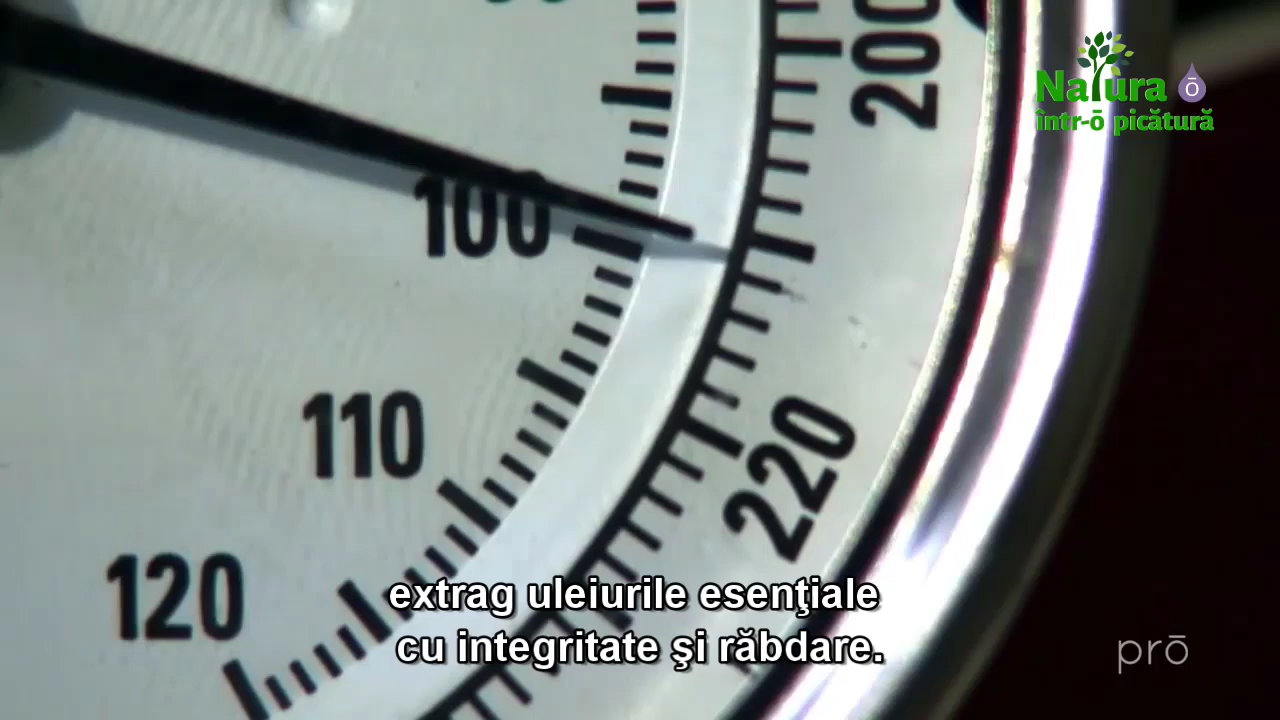 200
Natura ō
într-ō picătură
100
110
220
120
extrag uleiurile esenţiale
cu integritate şi răbdare.
prō